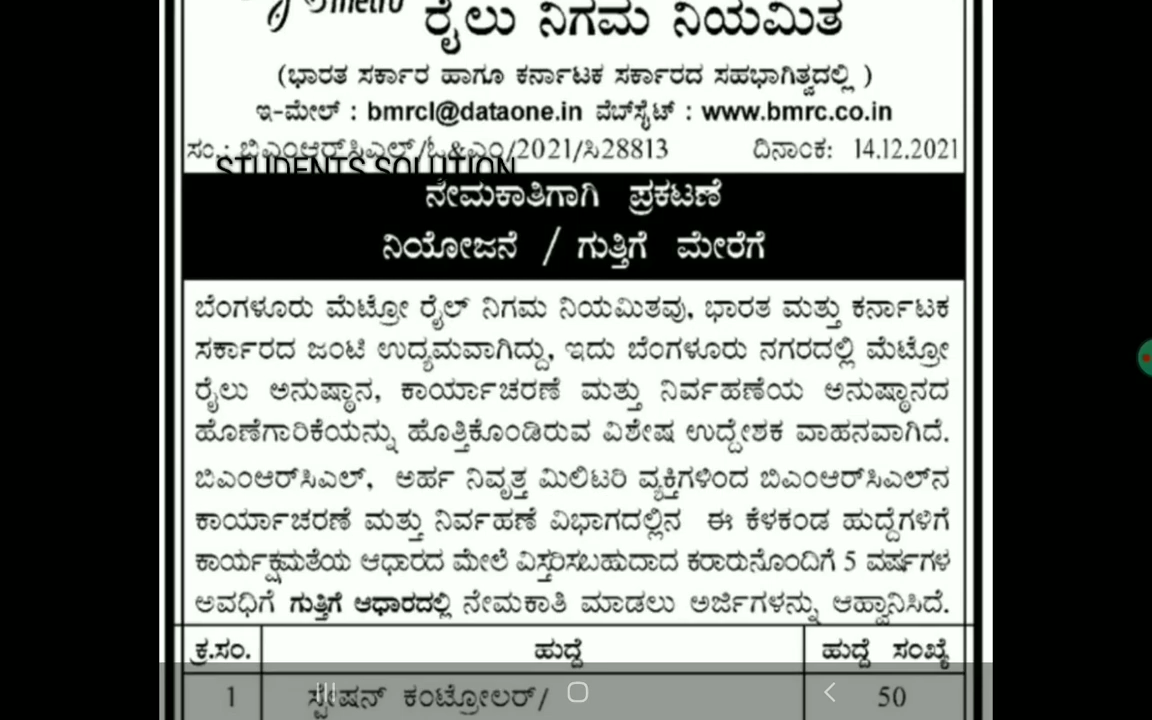 metro ರೈಲು ನಿಗಮ ನಿಯಮಿತ
(ಭಾರತ ಸರ್ಕಾರ ಹಾಗೂ ಕರ್ನಾಟಕ ಸರ್ಕಾರದ ಸಹಭಾಗಿತ್ವದಲ್ಲಿ )
ಇ-ಮೇಲ್ : bmrcl@dataone.in ವೆಬ್‌ಸೈಟ್ : www.bmrc.co.in
ಸಂ.: ಬಿಎಂಆರ್‌ಸಿಎಲ್/ಓ&ಎಂ/2021/ಸಿ28813 ದಿನಾಂಕ: 14.12.2021
STUDENTS SOLUTION
ನೇಮಕಾತಿಗಾಗಿ ಪ್ರಕಟಣೆ
ನಿಯೋಜನೆ / ಗುತ್ತಿಗೆ ಮೇರೆಗೆ
ಬೆಂಗಳೂರು ಮೆಟ್ರೋ ರೈಲ್ ನಿಗಮ ನಿಯಮಿತವು, ಭಾರತ ಮತ್ತು ಕರ್ನಾಟಕ
ಸರ್ಕಾರದ ಜಂಟಿ ಉದ್ಯಮವಾಗಿದ್ದು, ಇದು ಬೆಂಗಳೂರು ನಗರದಲ್ಲಿ ಮೆಟ್ರೋ
ರೈಲು ಅನುಷ್ಠಾನ, ಕಾರ್ಯಾಚರಣೆ ಮತ್ತು ನಿರ್ವಹಣೆಯ ಅನುಷ್ಠಾನದ
ಹೊಣೆಗಾರಿಕೆಯನ್ನು ಹೊತ್ತಿಕೊಂಡಿರುವ ವಿಶೇಷ ಉದ್ದೇಶಕ ವಾಹನವಾಗಿದೆ.
ಬಿಎಂಆರ್‌ಸಿಎಲ್, ಅರ್ಹ ನಿವೃತ್ತ ಮಿಲಿಟರಿ ವ್ಯಕ್ತಿಗಳಿಂದ ಬಿಎಂಆರ್‌ಸಿಎಲ್‌ನ
ಕಾರ್ಯಾಚರಣೆ ಮತ್ತು ನಿರ್ವಹಣೆ ವಿಭಾಗದಲ್ಲಿನ ಈ ಕೆಳಕಂಡ ಹುದ್ದೆಗಳಿಗೆ
ಕಾರ್ಯಕ್ಷಮತೆಯ ಆಧಾರದ ಮೇಲೆ ವಿಸ್ತರಿಸಬಹುದಾದ ಕರಾರುನೊಂದಿಗೆ 5 ವರ್ಷಗಳ
ಅವಧಿಗೆ ಗುತ್ತಿಗೆ ಆಧಾರದಲ್ಲಿ ನೇಮಕಾತಿ ಮಾಡಲು ಅರ್ಜಿಗಳನ್ನು ಆಹ್ವಾನಿಸಿದೆ.
ಕ್ರ.ಸಂ. ಹುದ್ದೆ ಹುದ್ದೆ ಸಂಖ್ಯೆ
1 ಸ್ಟೇಷನ್ ಕಂಟ್ರೋಲರ್/ 50